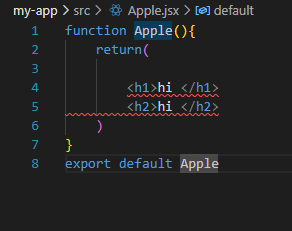 my-app > src > Apple.jsx > default
1 function Apple(){
2 return(
3
4 <h1>hi </h1>
5 <h2>hi </h2>
6 )
7 }
8 export default Apple